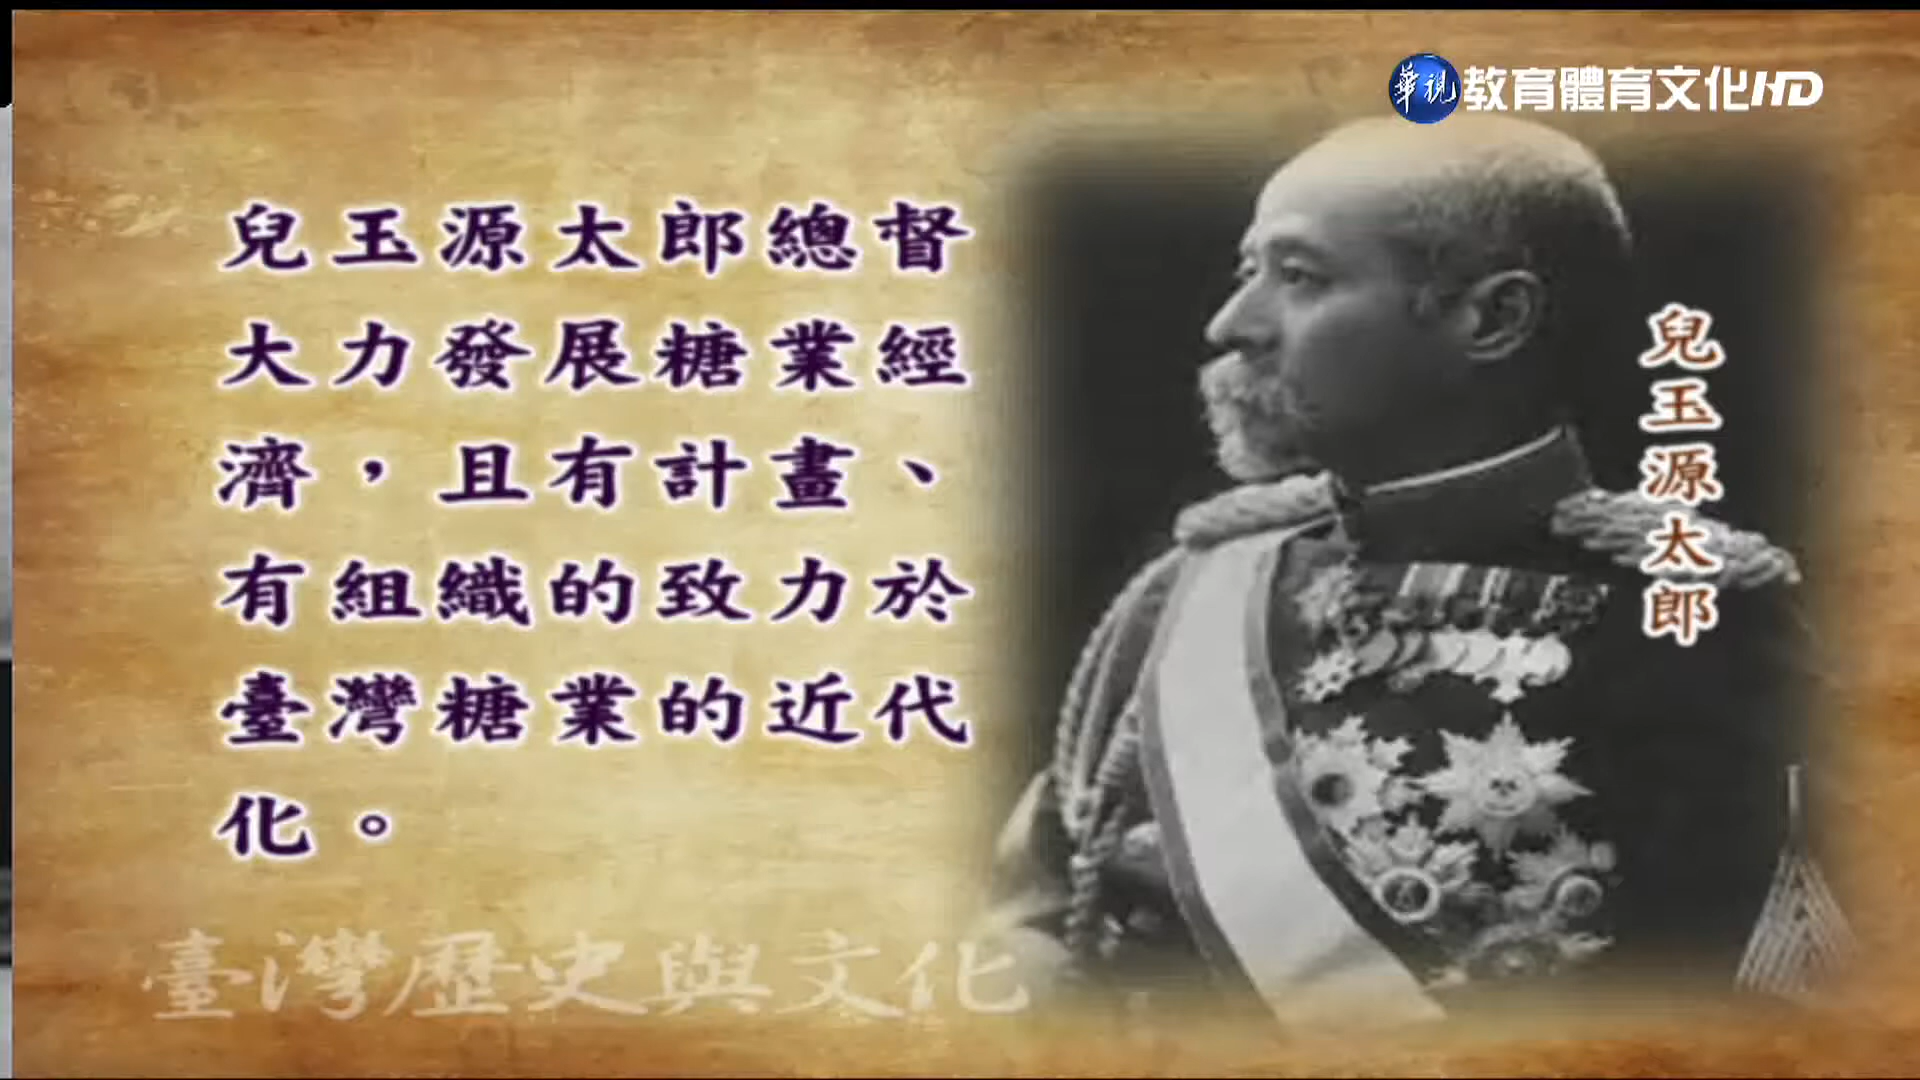 華視 教育體育文化HD
兒玉源太郎總督
大力發展糖業經
濟，且有計畫、
有組織的致力於
臺灣糖業的近代
化。
兒玉源太郎
臺灣歷史與文化